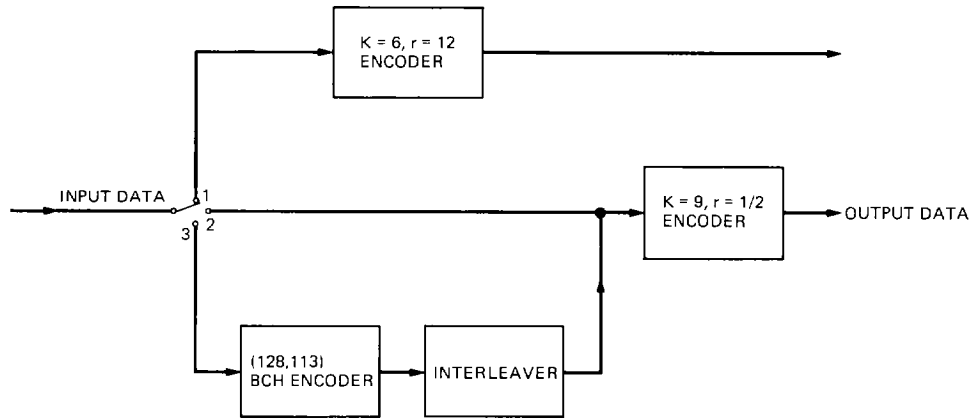 K = 6, r = 12
ENCODER
INPUT DATA
1
2
3
K = 9, r = 1/2
ENCODER
OUTPUT DATA
(128,113)
BCH ENCODER
INTERLEAVER